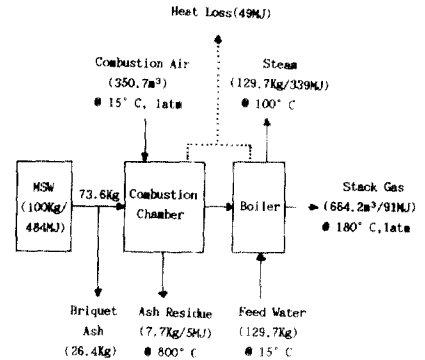 Heat Loss(49MJ)
Combustion Air
(350.7m³)
@ 15° C, 1atm
Steam
(129.7Kg/339MJ)
@ 100° C
MSW
(100Kg/
484MJ)
73.6Kg
Combustion
Chamber
Boiler
Stack Gas
(664.2m³/91MJ)
@ 180° C,1atm
Briquet
Ash
(26.4Kg)
Ash Residue
(7.7Kg/5MJ)
@ 800° C
Feed Water
(129.7Kg)
@ 15° C